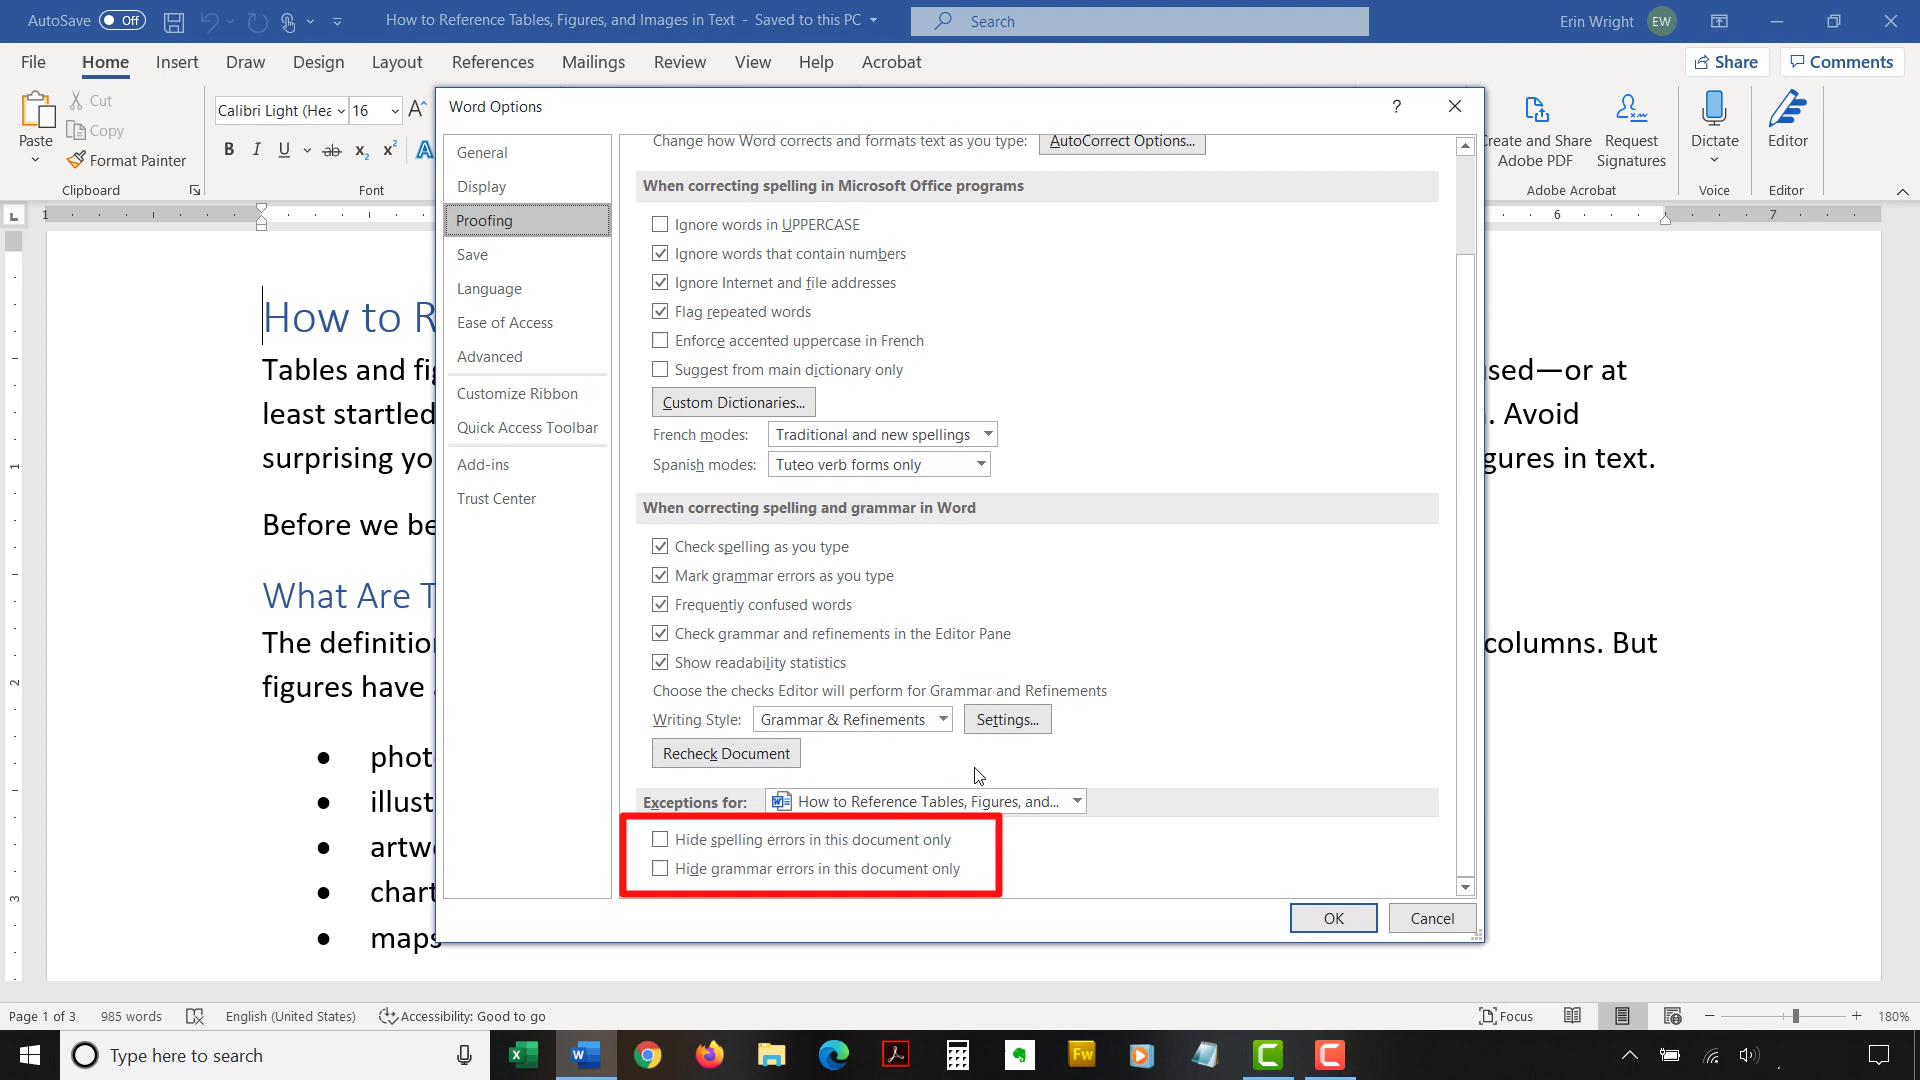 AutoSave Off
How to Reference Tables, Figures, and Images in Text - Saved to this PC
Search
Erin Wright EW
File Home Insert Draw Design Layout References Mailings Review View Help Acrobat
Share Comments
Paste
Cut
Copy
Format Painter
Clipboard
Calibri Light (Hea 16 A
B I U ab x2 x2 A
Font
Create and Share
Adobe PDF
Request
Signatures
Adobe Acrobat
Dictate
Voice
Editor
Editor
Word Options
General
Display
Proofing
Save
Language
Ease of Access
Advanced
Customize Ribbon
Quick Access Toolbar
Add-ins
Trust Center
Change how Word corrects and formats text as you type: AutoCorrect Options...
When correcting spelling in Microsoft Office programs
Ignore words in UPPERCASE
Ignore words that contain numbers
Ignore Internet and file addresses
Flag repeated words
Enforce accented uppercase in French
Suggest from main dictionary only
Custom Dictionaries...
French modes: Traditional and new spellings
Spanish modes: Tuteo verb forms only
When correcting spelling and grammar in Word
Check spelling as you type
Mark grammar errors as you type
Frequently confused words
Check grammar and refinements in the Editor Pane
Show readability statistics
Choose the checks Editor will perform for Grammar and Refinements
Writing Style: Grammar & Refinements Settings...
Recheck Document
Exceptions for: How to Reference Tables, Figures, and...
Hide spelling errors in this document only
Hide grammar errors in this document only
OK Cancel
1 6 7
1
2
3
How to R
Tables and fi sed—or at
least startled . Avoid
surprising yo gures in text.
Before we be
What Are T
The definition columns. But
figures have
phot
illust
artw
chart
maps
Page 1 of 3 985 words English (United States) Accessibility: Good to go
Focus 180%
Type here to search
Fw